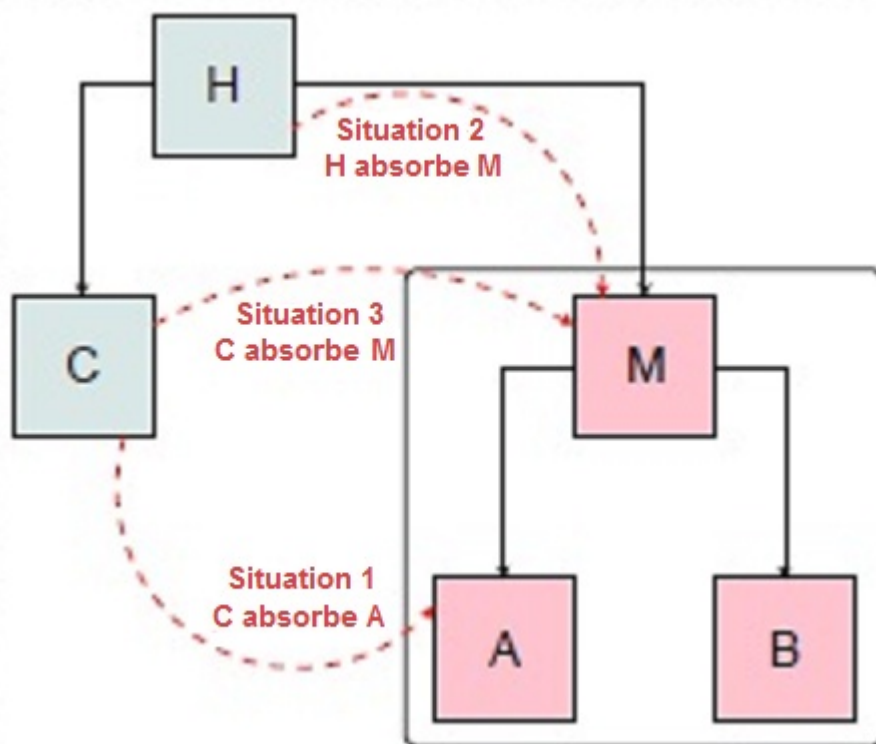 H
Situation 2
H absorbe M
Situation 3
C absorbe M
C
M
Situation 1
C absorbe A
A
B